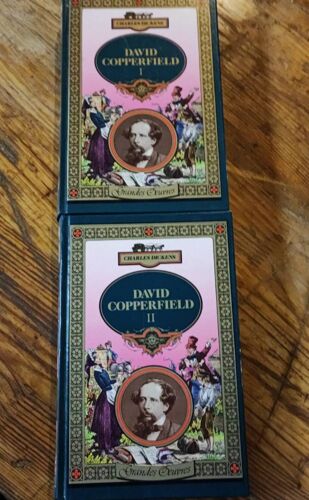 CHARLES DICKENS
DAVID
COPPERFIELD
I
Grandes Œuvres
CHARLES DICKENS
DAVID
COPPERFIELD
II
Grandes Œuvres